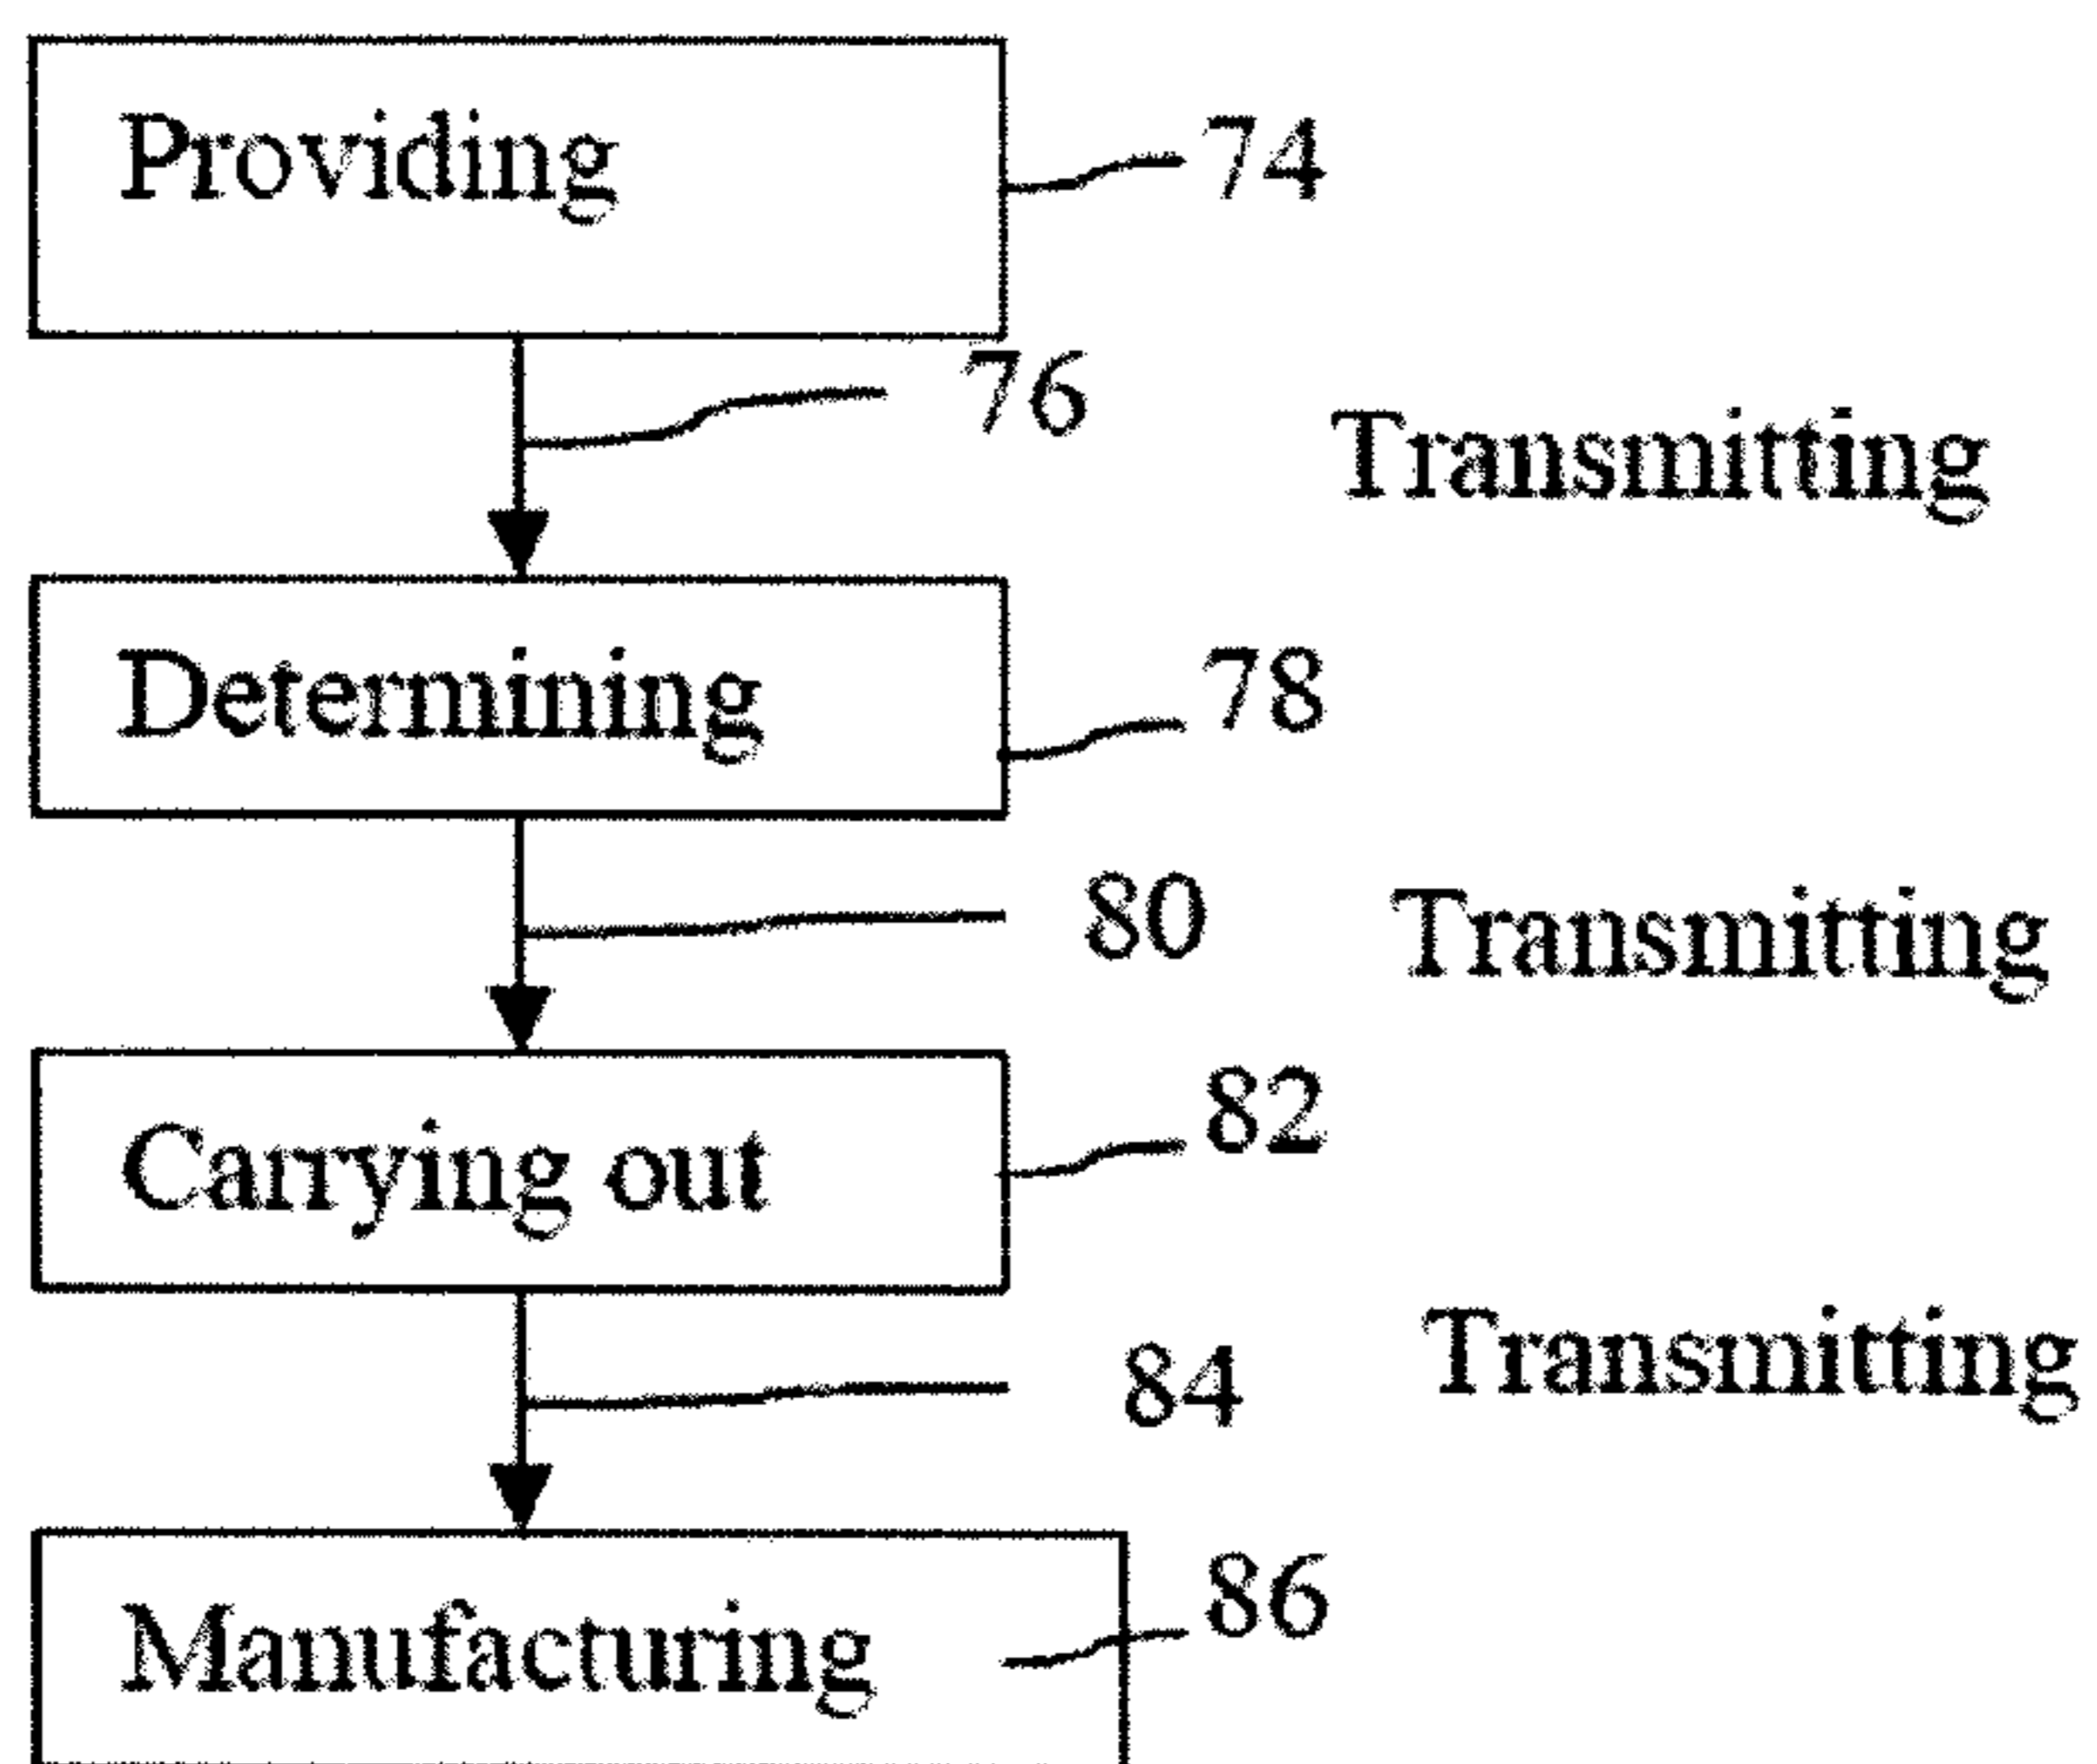 Providing
74
76
Transmitting
Determining
78
80
Transmitting
Carrying out
82
84
Transmitting
Manufacturing
86